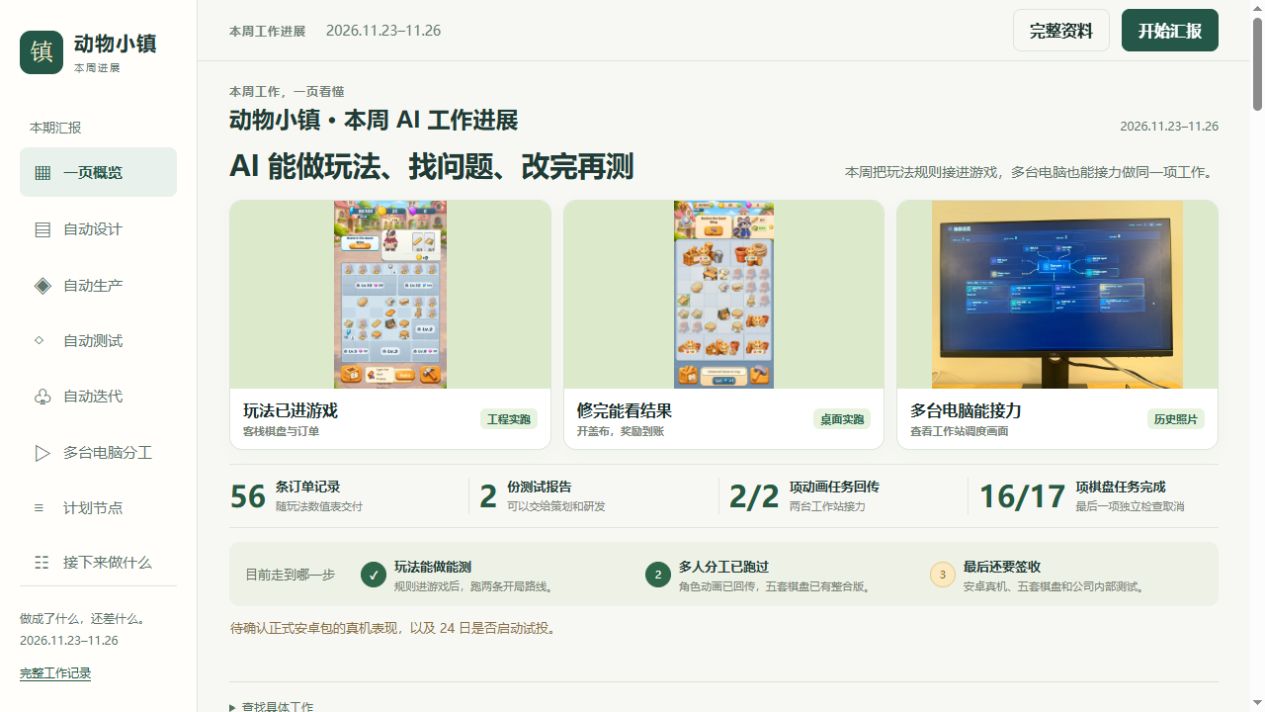 镇
动物小镇
本周进展
本期汇报
一页概览
自动设计
自动生产
自动测试
自动迭代
多台电脑分工
计划节点
接下来做什么
做成了什么，还差什么。
2026.11.23–11.26
完整工作记录
本周工作进展 2026.11.23–11.26
完整资料
开始汇报
本周工作，一页看懂
动物小镇 · 本周 AI 工作进展
2026.11.23–11.26
AI 能做玩法、找问题、改完再测
本周把玩法规则接进游戏，多台电脑也能接力做同一项工作。
玩法已进游戏
客栈棋盘与订单
工程实跑
修完能看结果
开盖布，奖励到账
桌面实跑
多台电脑能接力
查看工作站调度画面
历史照片
56 条订单记录
随玩法数值表交付
2 份测试报告
可以交给策划和研发
2/2 项动画任务回传
两台工作站接力
16/17 项棋盘任务完成
最后一项独立检查取消
目前走到哪一步
✓ 玩法能做能测
规则进游戏后，跑两条开局路线。
2 多人分工已跑过
角色动画已回传，五套棋盘已有整合版。
3 最后还要签收
安卓真机、五套棋盘和公司内部测试。
待确认正式安卓包的真机表现，以及 24 日是否启动试投。
查找具体工作